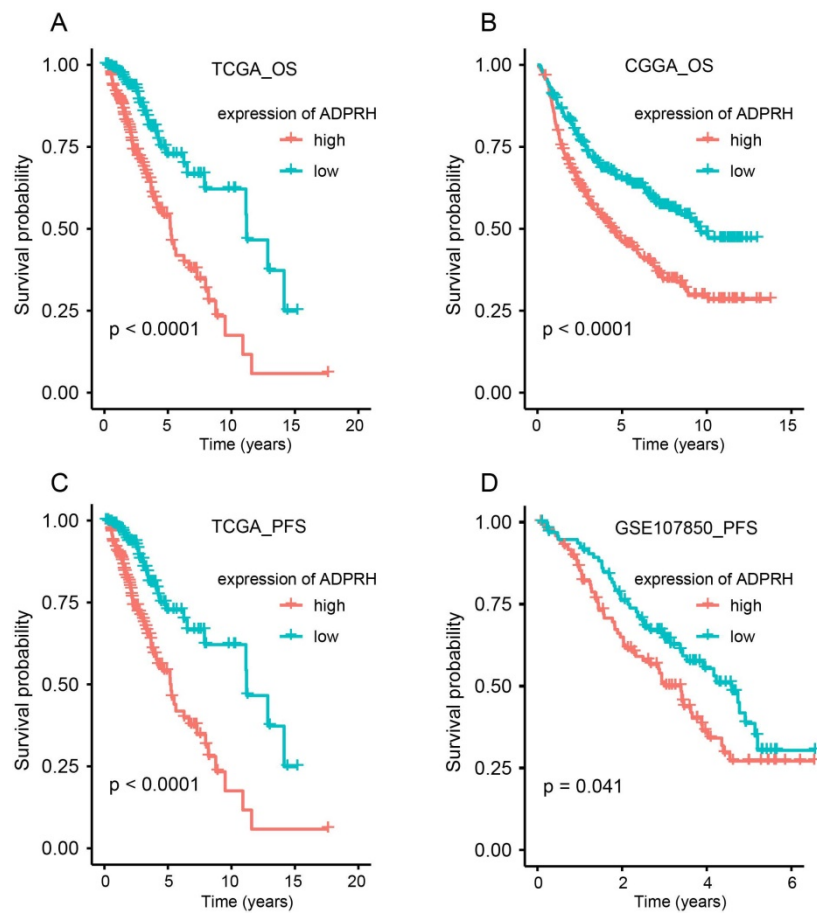 A
TCGA_OS
expression of ADPRH
high
low
p < 0.0001
Survival probability
1.00
0.75
0.50
0.25
0.00
0 5 10 15 20
Time (years)
B
CGGA_OS
expression of ADPRH
high
low
p < 0.0001
Survival probability
1.00
0.75
0.50
0.25
0.00
0 5 10 15
Time (years)
C
TCGA_PFS
expression of ADPRH
high
low
p < 0.0001
Survival probability
1.00
0.75
0.50
0.25
0.00
0 5 10 15 20
Time (years)
D
GSE107850_PFS
expression of ADPRH
high
low
p = 0.041
Survival probability
1.00
0.75
0.50
0.25
0.00
0 2 4 6
Time (years)